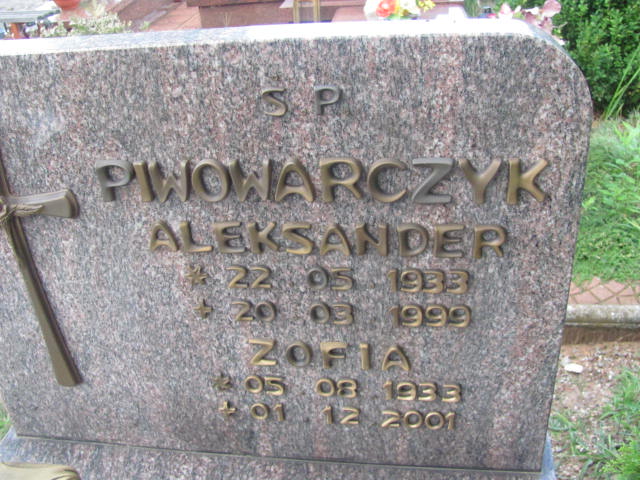 S P
PIWOWARCZYK
ALEKSANDER
* 22 05 1933
+ 20 03 1999
ZOFIA
* 05 08 1933
+ 01 12 2001